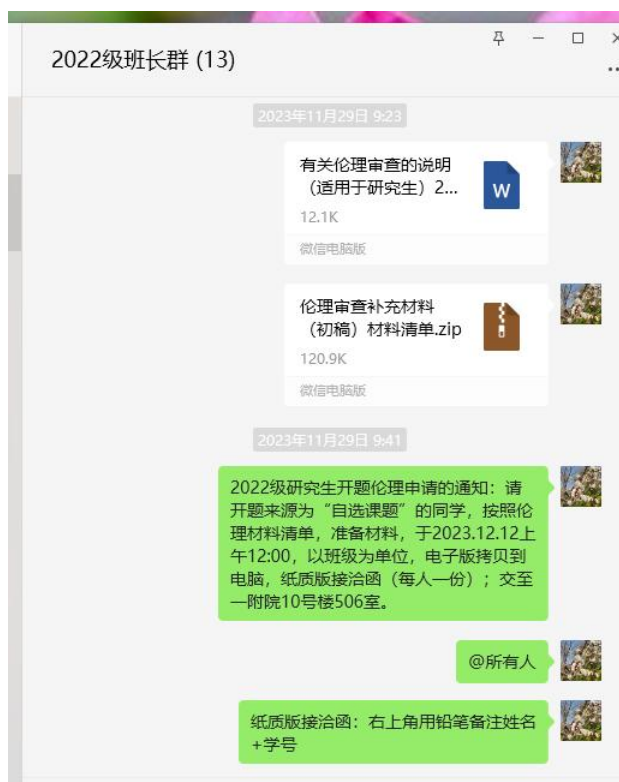 2022级班长群 (13)
2023年11月29日 9:23
有关伦理审查的说明
（适用于研究生）2...
12.1K
微信电脑版
伦理审查补充材料
（初稿）材料清单.zip
120.9K
微信电脑版
2023年11月29日 9:41
2022级研究生开题伦理申请的通知：请
开题来源为“自选课题”的同学，按照伦
理材料清单，准备材料，于2023.12.12上
午12:00，以班级为单位，电子版拷贝到
电脑，纸质版接洽函（每人一份）；交至
一附院10号楼506室。
@所有人
纸质版接洽函：右上角用铅笔备注姓名
+学号